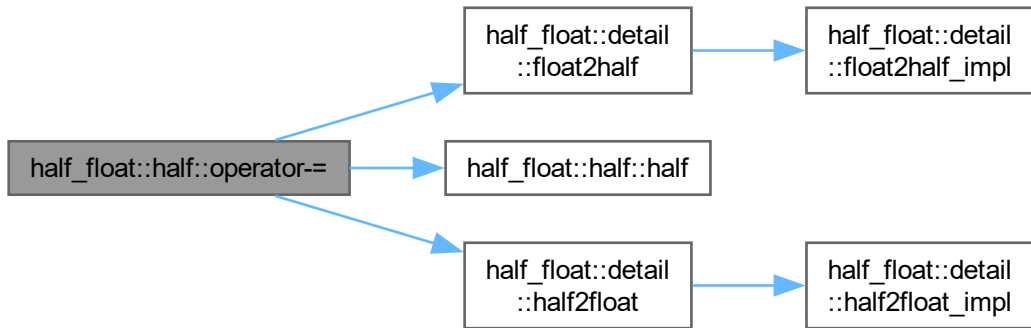 half_float::detail
::float2half
half_float::detail
::float2half_impl
half_float::half::operator-=
half_float::half::half
half_float::detail
::half2float
half_float::detail
::half2float_impl